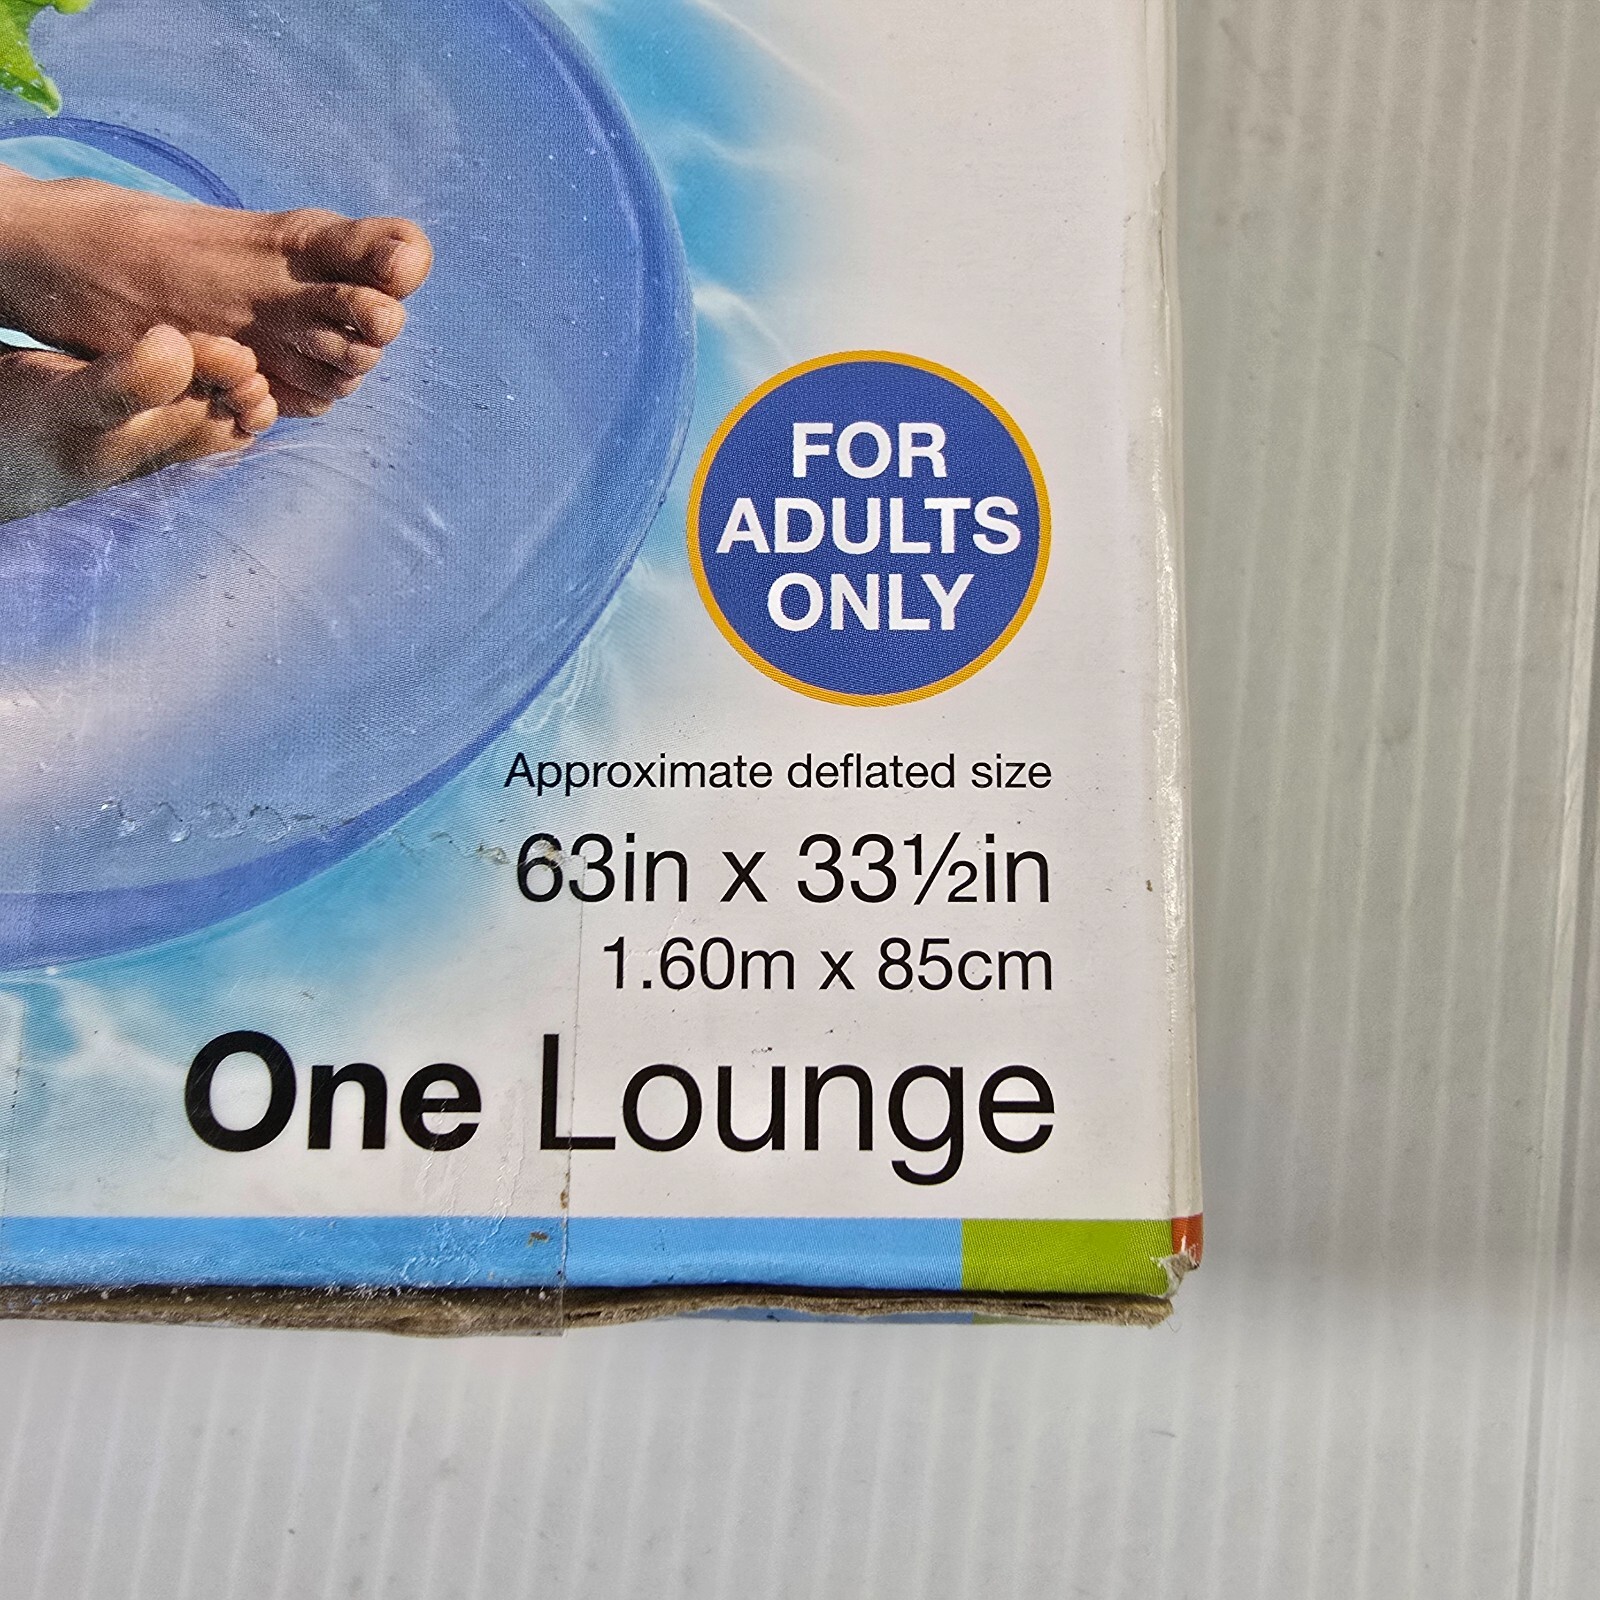 FOR
ADULTS
ONLY
Approximate deflated size
63in x 33½in
1.60m x 85cm
One Lounge